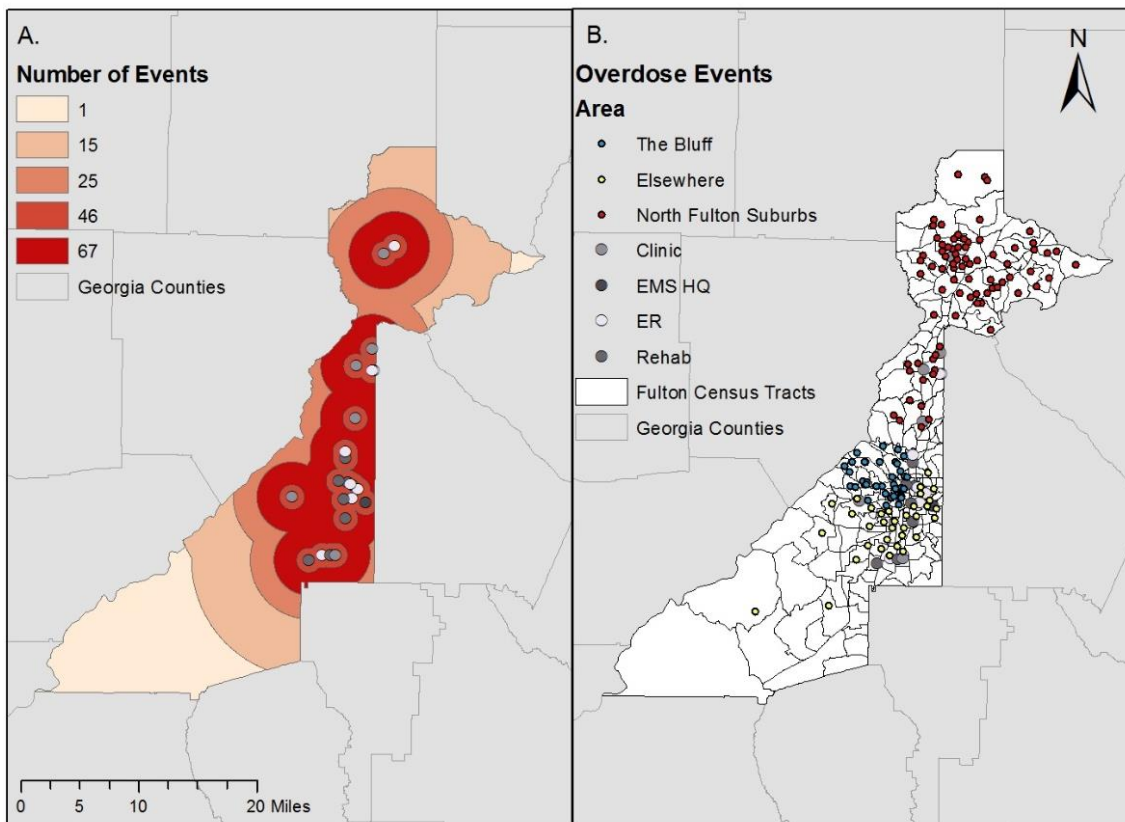 A.
Number of Events
1
15
25
46
67
Georgia Counties
0 5 10 20 Miles
B.
N
Overdose Events
Area
The Bluff
Elsewhere
North Fulton Suburbs
Clinic
EMS HQ
ER
Rehab
Fulton Census Tracts
Georgia Counties